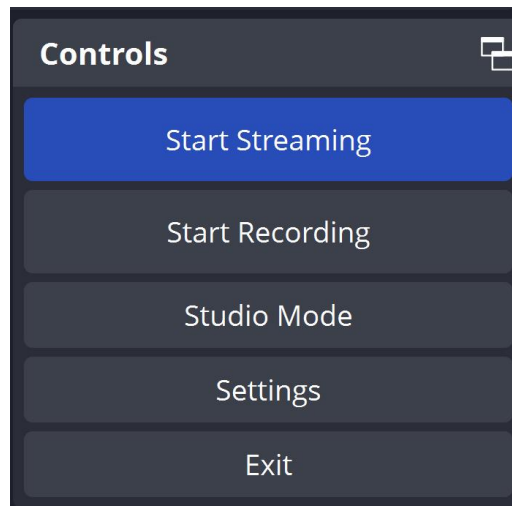 Controls
Start Streaming
Start Recording
Studio Mode
Settings
Exit